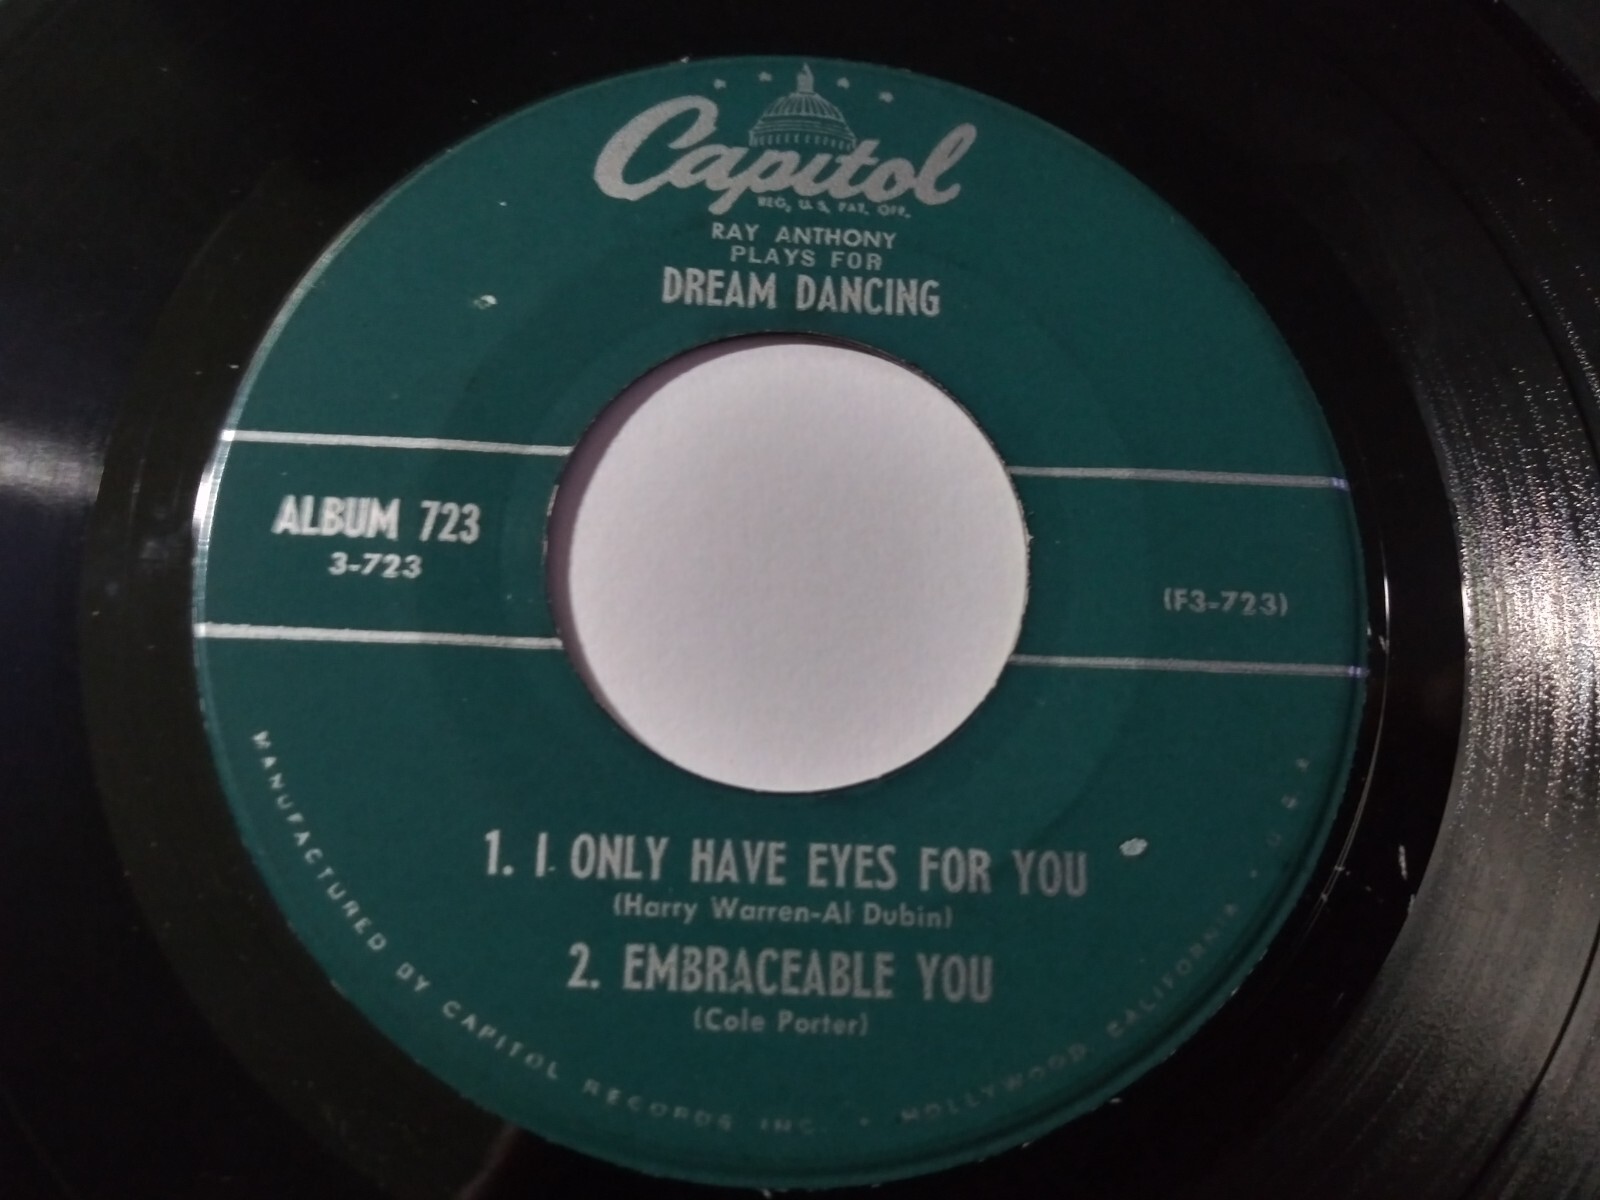 Capitol
REG. U.S. PAT. OFF.
RAY ANTHONY
PLAYS FOR
DREAM DANCING
ALBUM 723
3-723
(F3-723)
1. I ONLY HAVE EYES FOR YOU
(Harry Warren-Al Dubin)
2. EMBRACEABLE YOU
(Cole Porter)
MANUFACTURED BY CAPITOL RECORDS INC. • HOLLYWOOD, CALIFORNIA • U.S.A.